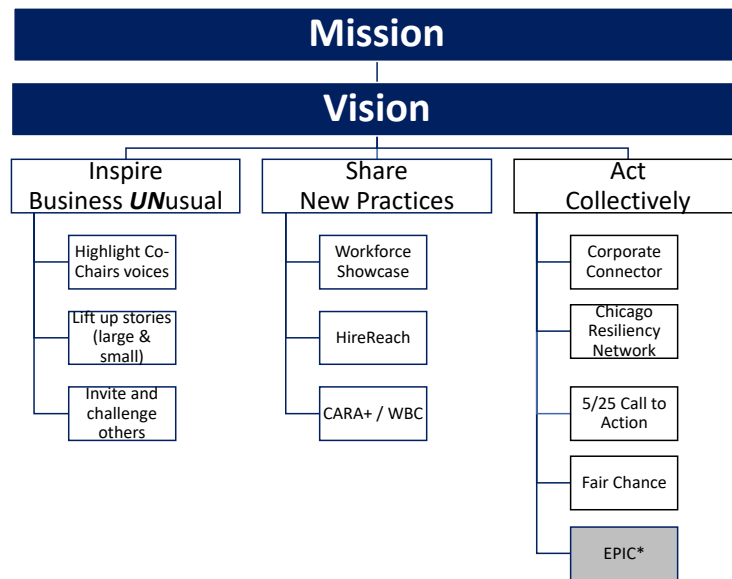 Mission
Vision
Inspire
Business UNusual
Highlight Co-
Chairs voices
Lift up stories
(large &
small)
Invite and
challenge
others
Share
New Practices
Workforce
Showcase
HireReach
CARA+ / WBC
Act
Collectively
Corporate
Connector
Chicago
Resiliency
Network
5/25 Call to
Action
Fair Chance
EPIC*